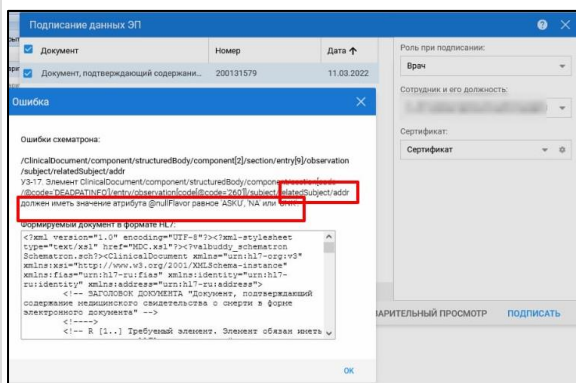 Подписание данных ЭП
Документ Номер Дата
Документ, подтверждающий содержани... 200131579 11.03.2022
Роль при подписании:
Врач
Сотрудник и его должность:
Сертификат:
Сертификат
Ошибка
Ошибки схематрона:
/ClinicalDocument/component/structuredBody/component[2]/section/entry[9]/observation
/subject/relatedSubject/addr
У3-17. Элемент ClinicalDocument/component/structuredBody/component/section[code
/@code='DEADPATINFO']/entry/observation[code[@code='260']]/subject/relatedSubject/addr
должен иметь значение атрибута @nullFlavor равное 'ASKU', 'NA' или
Формируемый документ в формате HL7:
<?xml version="1.0" encoding="UTF-8"?><?xml-stylesheet
type="text/xsl" href="MDC.xsl"?><?valbuddy_schematron
Schematron.sch?><ClinicalDocument xmlns="urn:hl7-org:v3"
xmlns:xsi="http://www.w3.org/2001/XMLSchema-instance"
xmlns:fias="urn:hl7-ru:fias" xmlns:identity="urn:hl7-
ru:identity" xmlns:address="urn:hl7-ru:address">
<!-- ЗАГОЛОВОК ДОКУМЕНТА "Документ, подтверждающий
содержание медицинского свидетельства о смерти в форме
электронного документа" -->
<!---->
<!-- R [1..] Требуемый элемент. Элемент обязан иметь
ОК
АРИТЕЛЬНЫЙ ПРОСМОТР ПОДПИСАТЬ